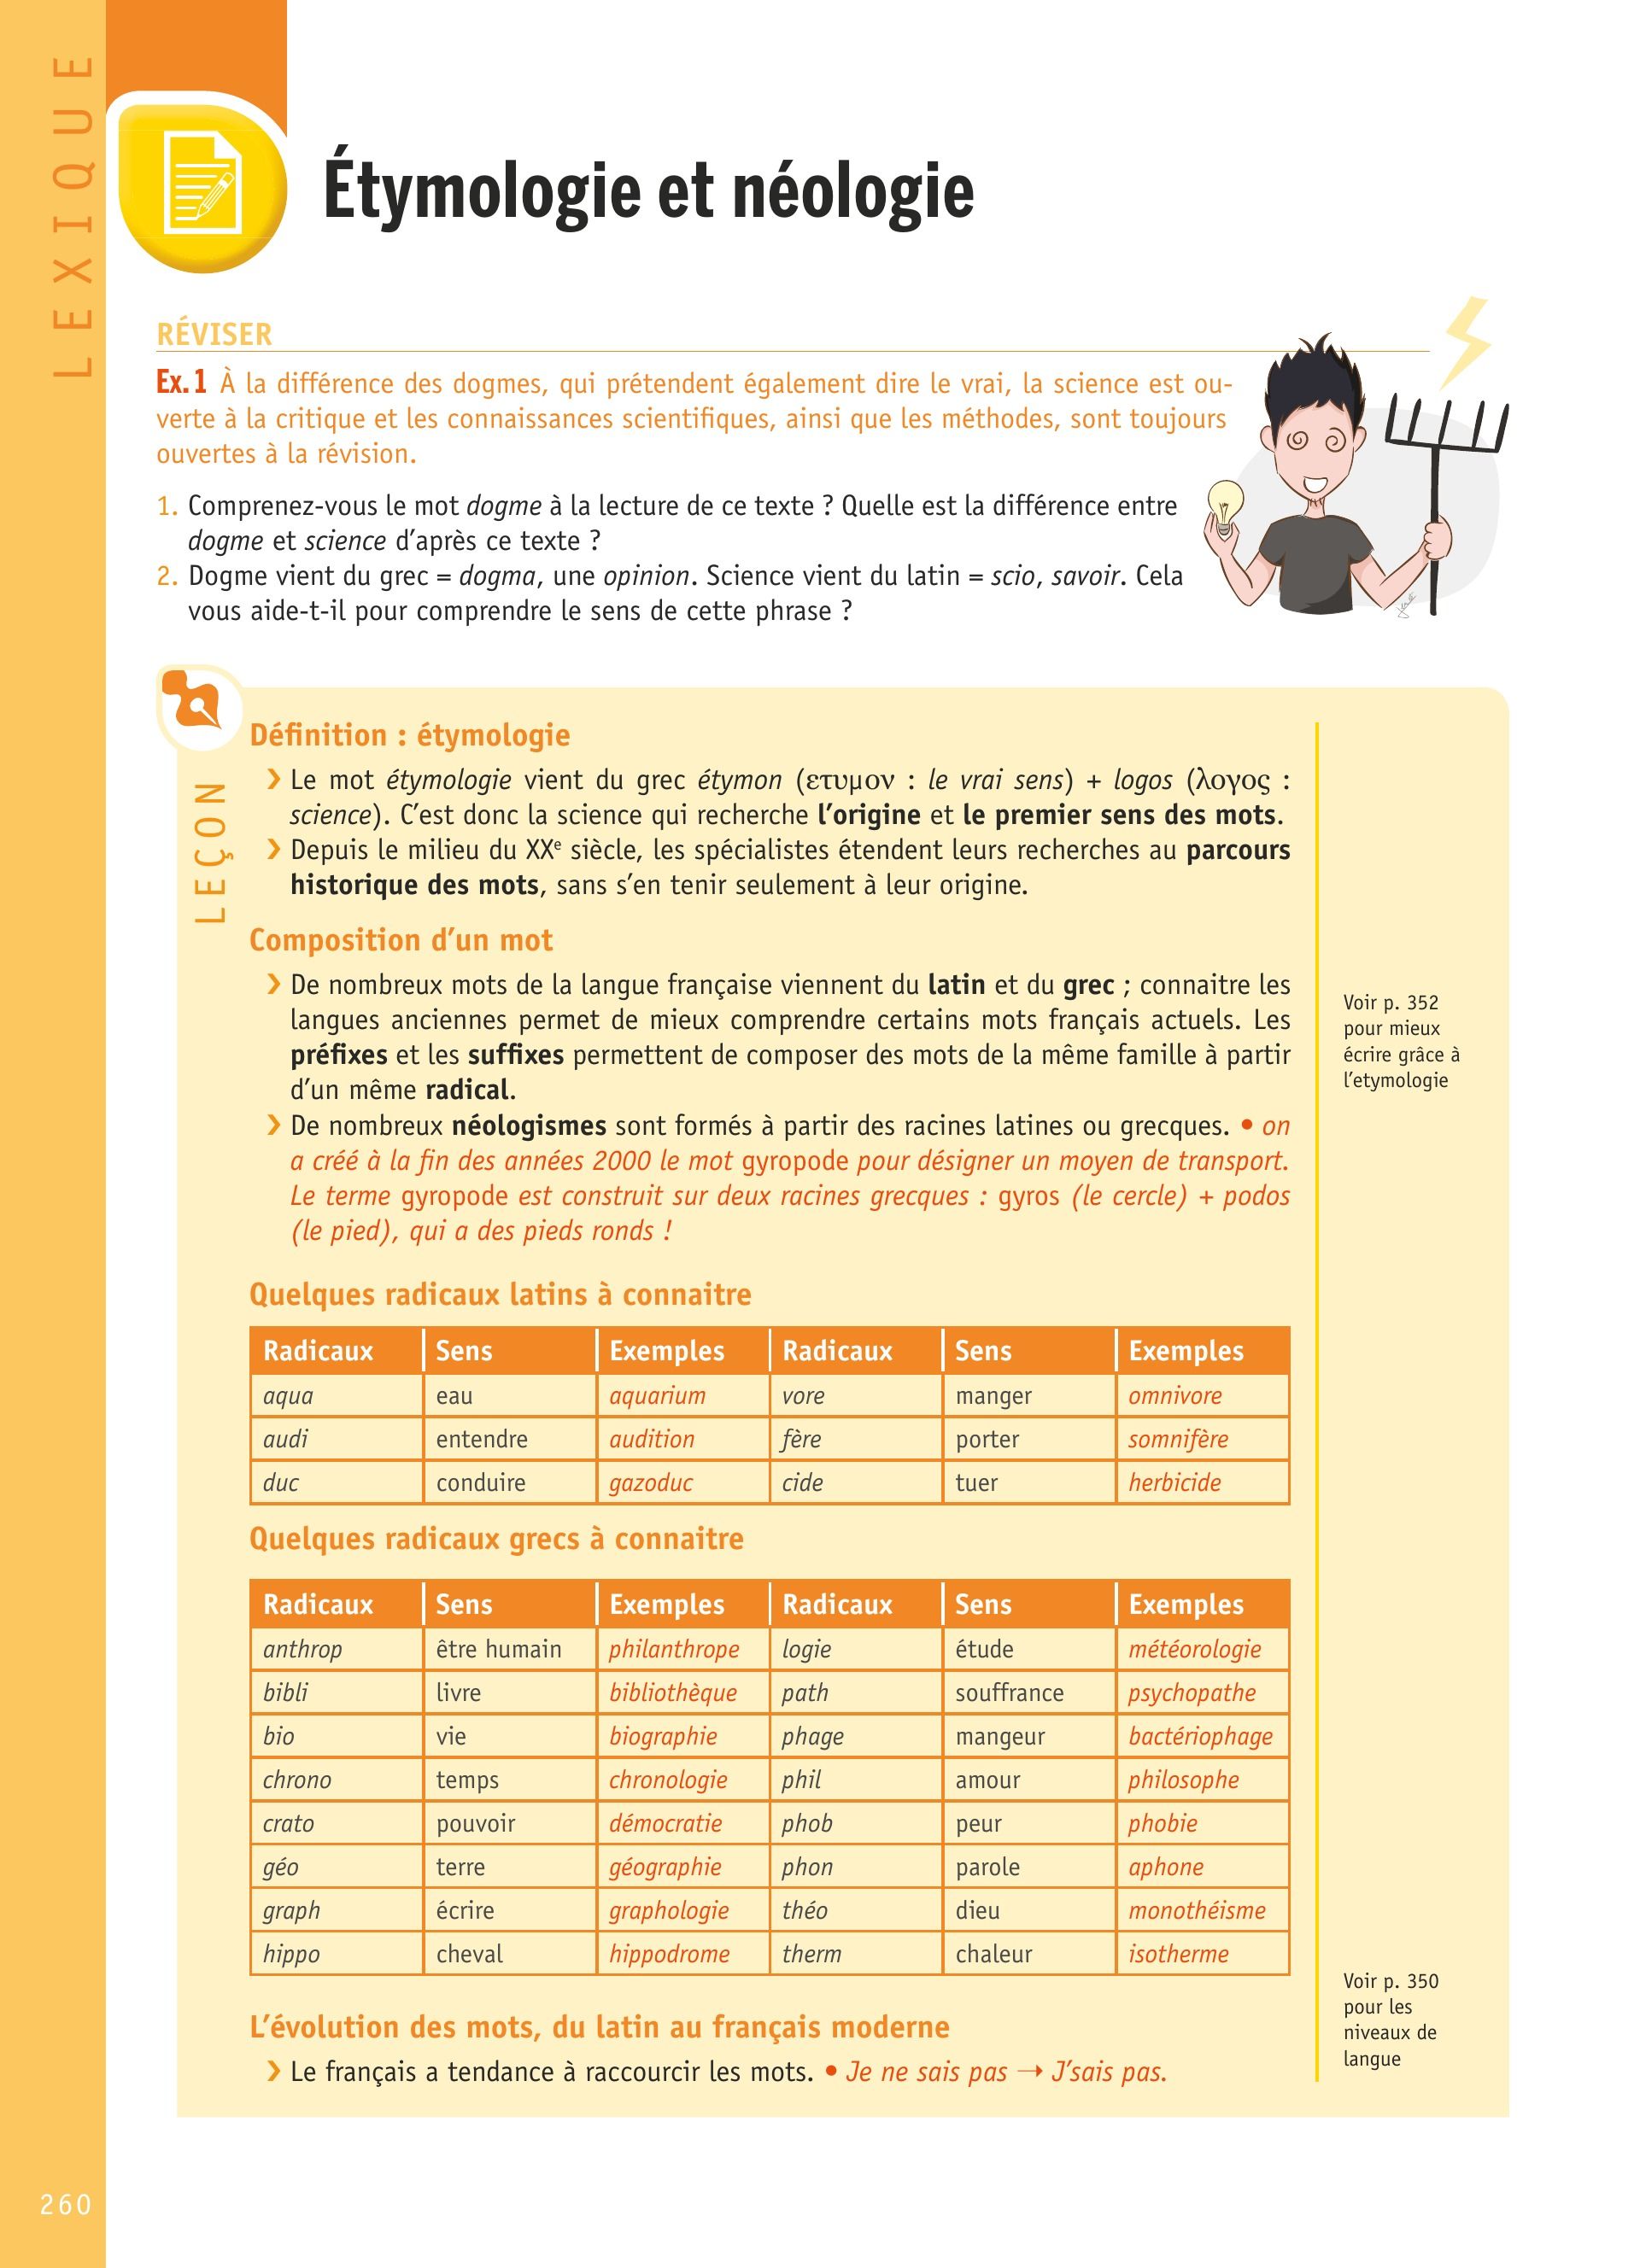 LEXIQUE
Étymologie et néologie
RÉVISER
Ex. 1 À la différence des dogmes, qui prétendent également dire le vrai, la science est ou-
verte à la critique et les connaissances scientifiques, ainsi que les méthodes, sont toujours
ouvertes à la révision.
1. Comprenez-vous le mot dogme à la lecture de ce texte ? Quelle est la différence entre
dogme et science d’après ce texte ?
2. Dogme vient du grec = dogma, une opinion. Science vient du latin = scio, savoir. Cela
vous aide-t-il pour comprendre le sens de cette phrase ?
LEÇON
Définition : étymologie
› Le mot étymologie vient du grec étymon (ετυμον : le vrai sens) + logos (λογος :
science). C’est donc la science qui recherche l’origine et le premier sens des mots.
› Depuis le milieu du XXe siècle, les spécialistes étendent leurs recherches au parcours
historique des mots, sans s’en tenir seulement à leur origine.
Composition d’un mot
› De nombreux mots de la langue française viennent du latin et du grec ; connaitre les
langues anciennes permet de mieux comprendre certains mots français actuels. Les
préfixes et les suffixes permettent de composer des mots de la même famille à partir
d’un même radical.
› De nombreux néologismes sont formés à partir des racines latines ou grecques. • on
a créé à la fin des années 2000 le mot gyropode pour désigner un moyen de transport.
Le terme gyropode est construit sur deux racines grecques : gyros (le cercle) + podos
(le pied), qui a des pieds ronds !
Voir p. 352
pour mieux
écrire grâce à
l’etymologie
Quelques radicaux latins à connaitre
Radicaux Sens Exemples Radicaux Sens Exemples
aqua eau aquarium vore manger omnivore
audi entendre audition fère porter somnifère
duc conduire gazoduc cide tuer herbicide
Quelques radicaux grecs à connaitre
Radicaux Sens Exemples Radicaux Sens Exemples
anthrop être humain philanthrope logie étude météorologie
bibli livre bibliothèque path souffrance psychopathe
bio vie biographie phage mangeur bactériophage
chrono temps chronologie phil amour philosophe
crato pouvoir démocratie phob peur phobie
géo terre géographie phon parole aphone
graph écrire graphologie théo dieu monothéisme
hippo cheval hippodrome therm chaleur isotherme
L’évolution des mots, du latin au français moderne
› Le français a tendance à raccourcir les mots. • Je ne sais pas → J’sais pas.
Voir p. 350
pour les
niveaux de
langue
260